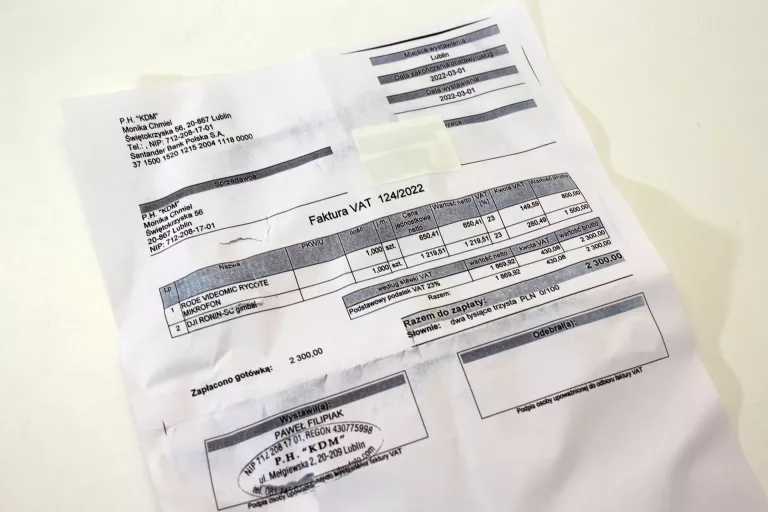 Miejsce wystawienia
Lublin
Data zakończenia dostawy/usług
2022-03-01
Data wystawienia
2022-03-01
P.H. "KDM"
Monika Chmiel
Świętokrzyska 56, 20-867 Lublin
Tel.: , NIP: 712-208-17-01
Santander Bank Polska S.A.
37 1500 1520 1215 2004 1118 0000
Sprzedawca
P.H. "KDM"
Monika Chmiel
Świętokrzyska 56
20-867 Lublin
NIP: 712-208-17-01
Faktura VAT 124/2022
Lp Nazwa PKWiU Ilość m. Cena jednostkowa netto Wartość netto VAT [%] Kwota VAT Wartość brutto
1 RODE VIDEOMIC RYCOTE MIKROFON 1,000 szt. 650,41 650,41 23 149,59 800,00
2 DJI RONIN-SC gimbal 1,000 szt. 1 219,51 1 219,51 23 280,49 1 500,00
według stawki VAT wartość netto kwota VAT wartość brutto
Podstawowy podatek VAT 23% 1 869,92 430,08 2 300,00
Razem: 1 869,92 430,08 2 300,00
Razem do zapłaty: 2 300,00
Słownie: dwa tysiące trzysta PLN 0/100
Zapłacono gotówką: 2 300,00
Odebrał(a):
Podpis osoby upoważnionej do odbioru faktury VAT
Wystawił(a):
PAWEŁ FILIPIAK
NIP 712 208 17 01, REGON 430775998
P.H. "KDM"
ul. Mełgiewska 2, 20-209 Lublin
Podpis osoby upoważnionej do wystawienia faktury VAT